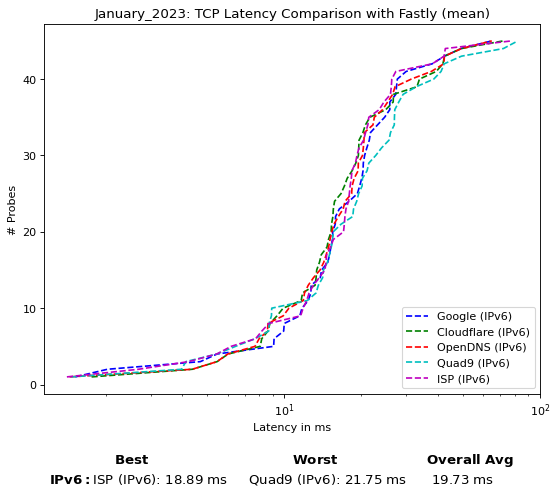 January_2023: TCP Latency Comparison with Fastly (mean)
# Probes
40
30
20
10
0
Google (IPv6)
Cloudflare (IPv6)
OpenDNS (IPv6)
Quad9 (IPv6)
ISP (IPv6)
10¹ 10²
Latency in ms
Best Worst Overall Avg
IPv6: ISP (IPv6): 18.89 ms Quad9 (IPv6): 21.75 ms 19.73 ms